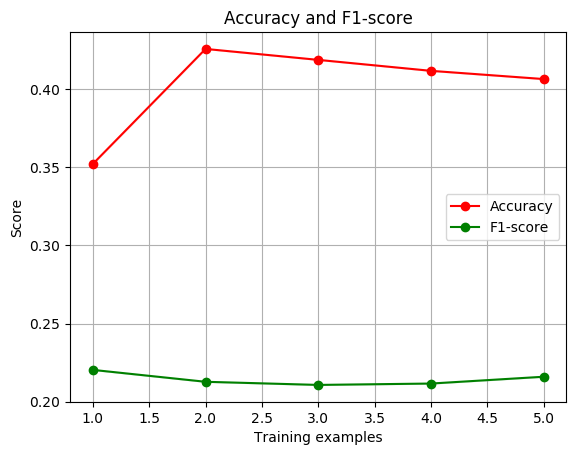 Accuracy and F1-score
Score
0.40
0.35
0.30
0.25
0.20
Accuracy
F1-score
1.0 1.5 2.0 2.5 3.0 3.5 4.0 4.5 5.0
Training examples